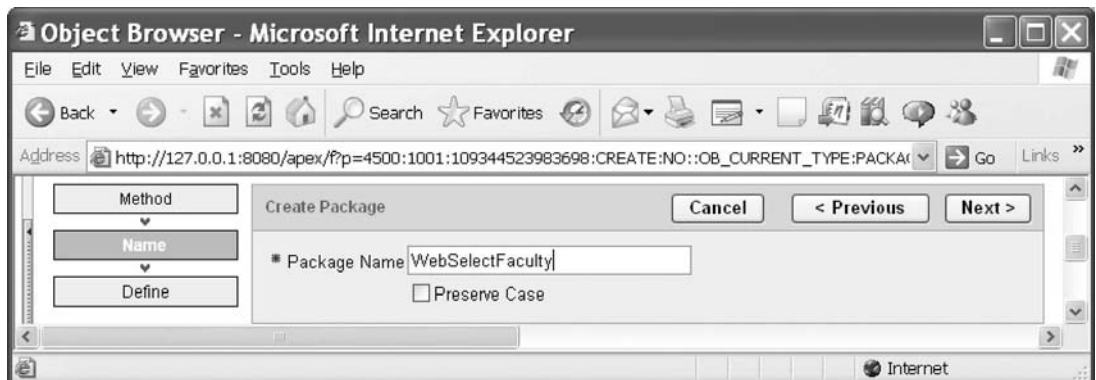 Object Browser - Microsoft Internet Explorer
File Edit View Favorites Tools Help
Back Search Favorites
Address http://127.0.0.1:8080/apex/f?p=4500:1001:109344523983698:CREATE:NO::OB_CURRENT_TYPE:PACKA Go Links »
Method
Name
Define
Create Package Cancel < Previous Next >
* Package Name WebSelectFaculty
Preserve Case
Internet